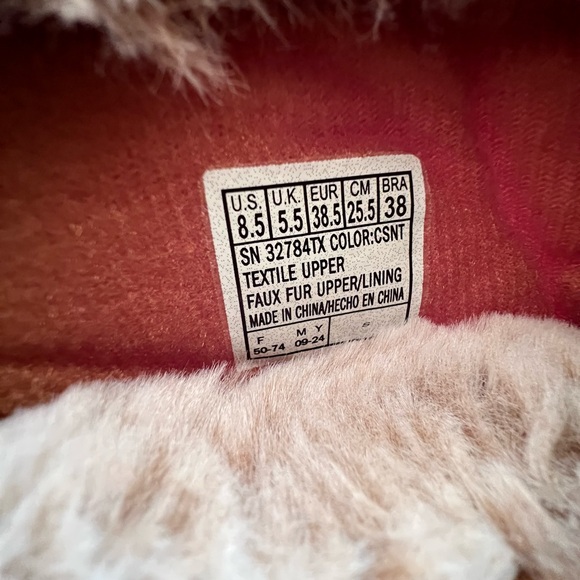 U.S. U.K. EUR CM BRA
8.5 5.5 38.5 25.5 38
SN 32784TX COLOR:CSNT
TEXTILE UPPER
FAUX FUR UPPER/LINING
MADE IN CHINA/HECHO EN CHINA
F M Y S
50-74 09-24